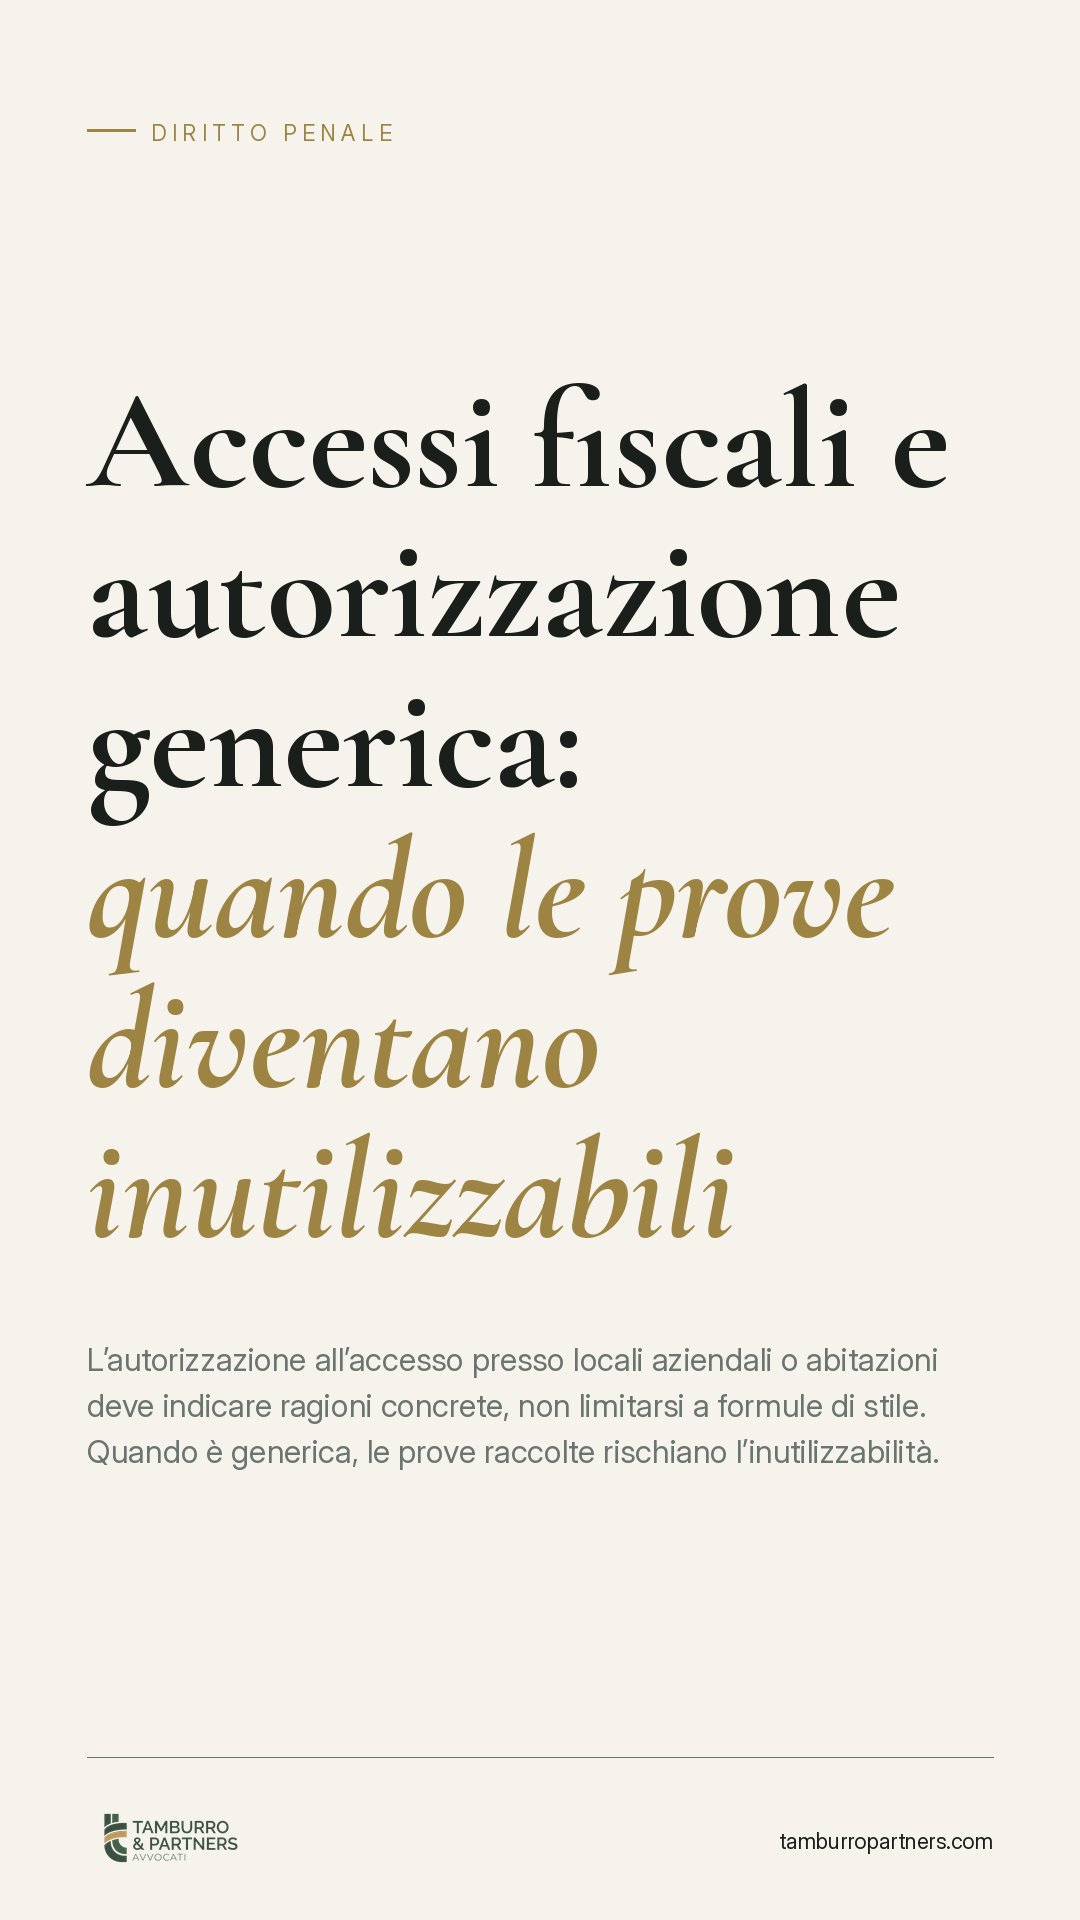 DIRITTO PENALE
Accessi fiscali e
autorizzazione
generica:
quando le prove
diventano
inutilizzabili
L’autorizzazione all’accesso presso locali aziendali o abitazioni
deve indicare ragioni concrete, non limitarsi a formule di stile.
Quando è generica, le prove raccolte rischiano l’inutilizzabilità.
TAMBURRO
& PARTNERS
AVVOCATI
tamburropartners.com